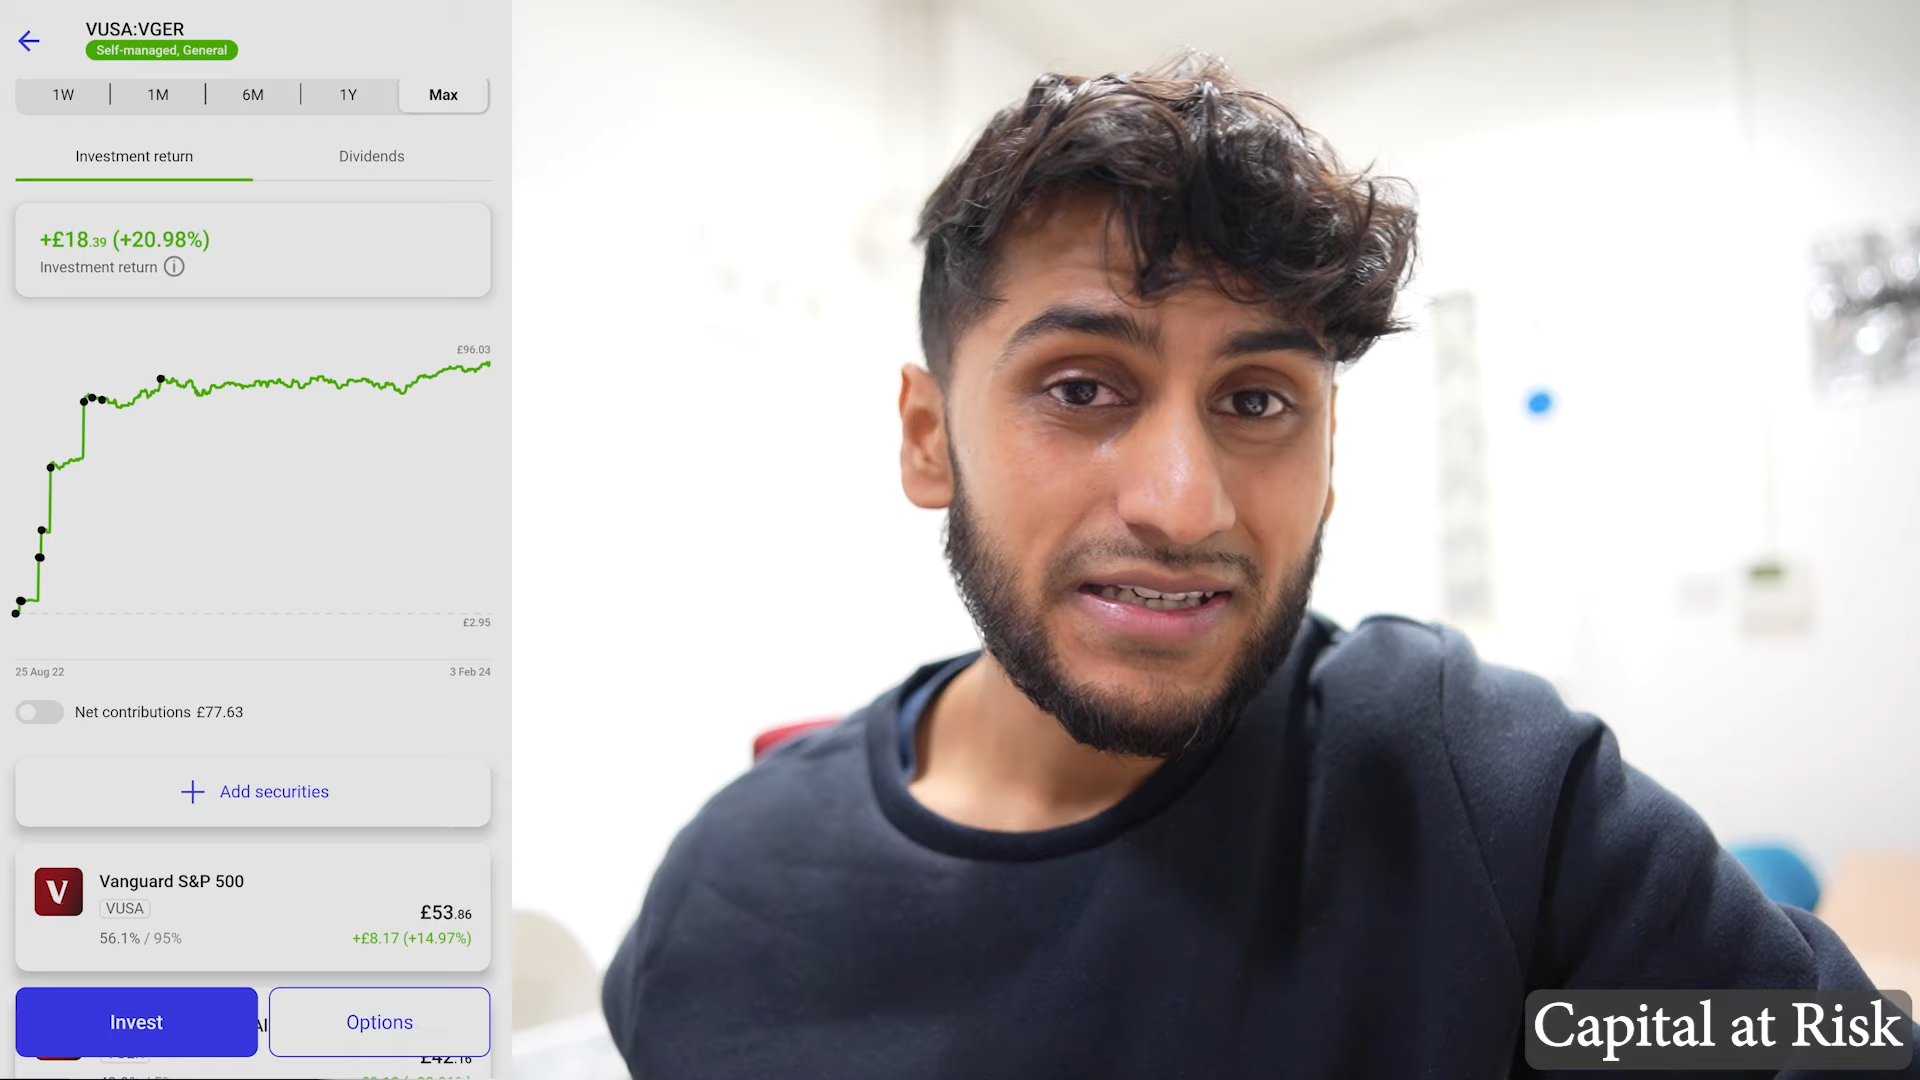 VUSA:VGER
Self-managed, General
1W
1M
6M
1Y
Max
Investment return
Dividends
+£18.39 (+20.98%)
Investment return
£96.03
£2.95
25 Aug 22
3 Feb 24
Net contributions £77.63
Add securities
V
Vanguard S&P 500
VUSA
£53.86
56.1% / 95%
+£8.17 (+14.97%)
Invest
Options
£42.16
Capital at Risk